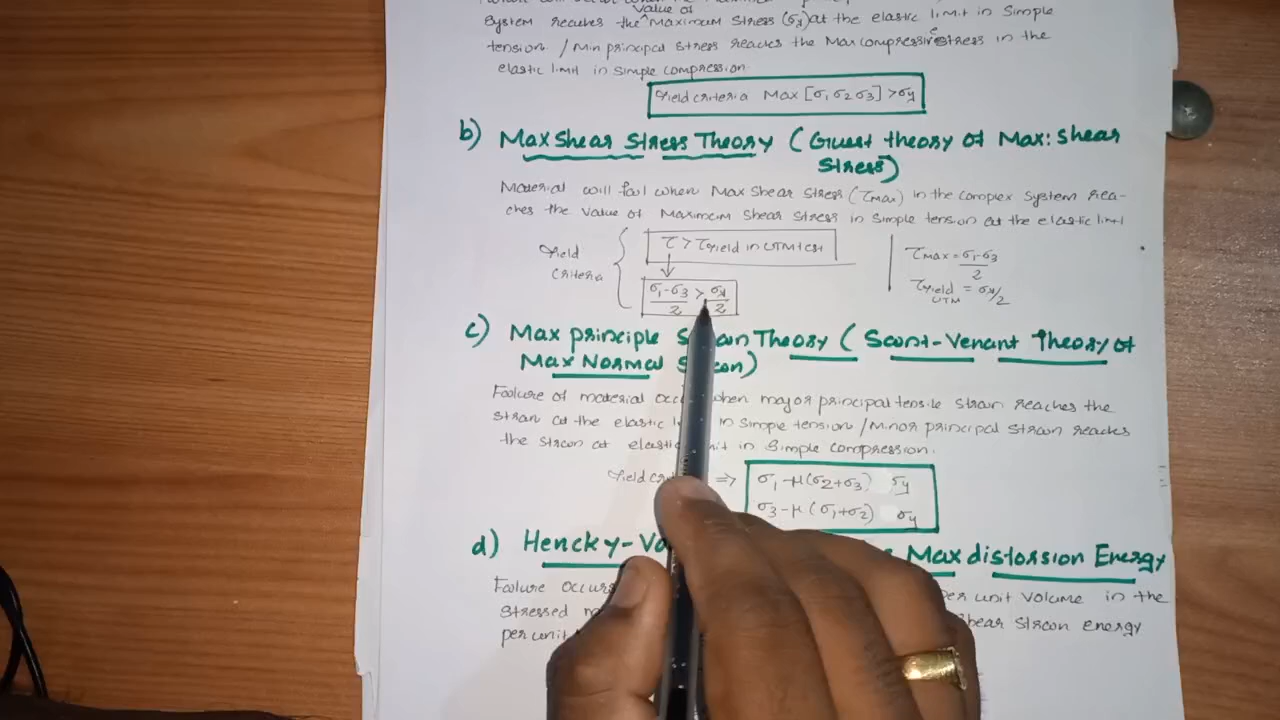 System reaches the Maximum Stress (σy) at the elastic limit in Simple
value of
tension / Min principal Stress reaches the Max compressive stress in the
elastic limit in Simple compression
Yield criteria Max [σ1 σ2 σ3] > σy
b) Max Shear Stress Theory ( Guest theory of Max: Shear
Stress)
Material will fail when Max Shear Stress (τMax) in the complex System rea-
ches the value of Maximum Shear Stress in Simple tension at the elastic limit
Yield
criteria
τ > τyield in UTM test
σ1-σ3/2 > σy/2
τMax = σ1-σ3/2
τyield UTM = σy/2
c) Max principle Theory ( Saint-Venant Theory of
Max Normal
Failure of material when major principal tensile strain reaches the
strain at the elastic in simple tension / Minor principal strain reaches
the strain at in Simple compression.
Yield ⇒ σ1-μ(σ2+σ3) σy
σ3-μ(σ1+σ2) σy
d) Hencky- Max distorsion Energy
Failure occurs per unit volume in the
stressed Shear strain energy
per unit